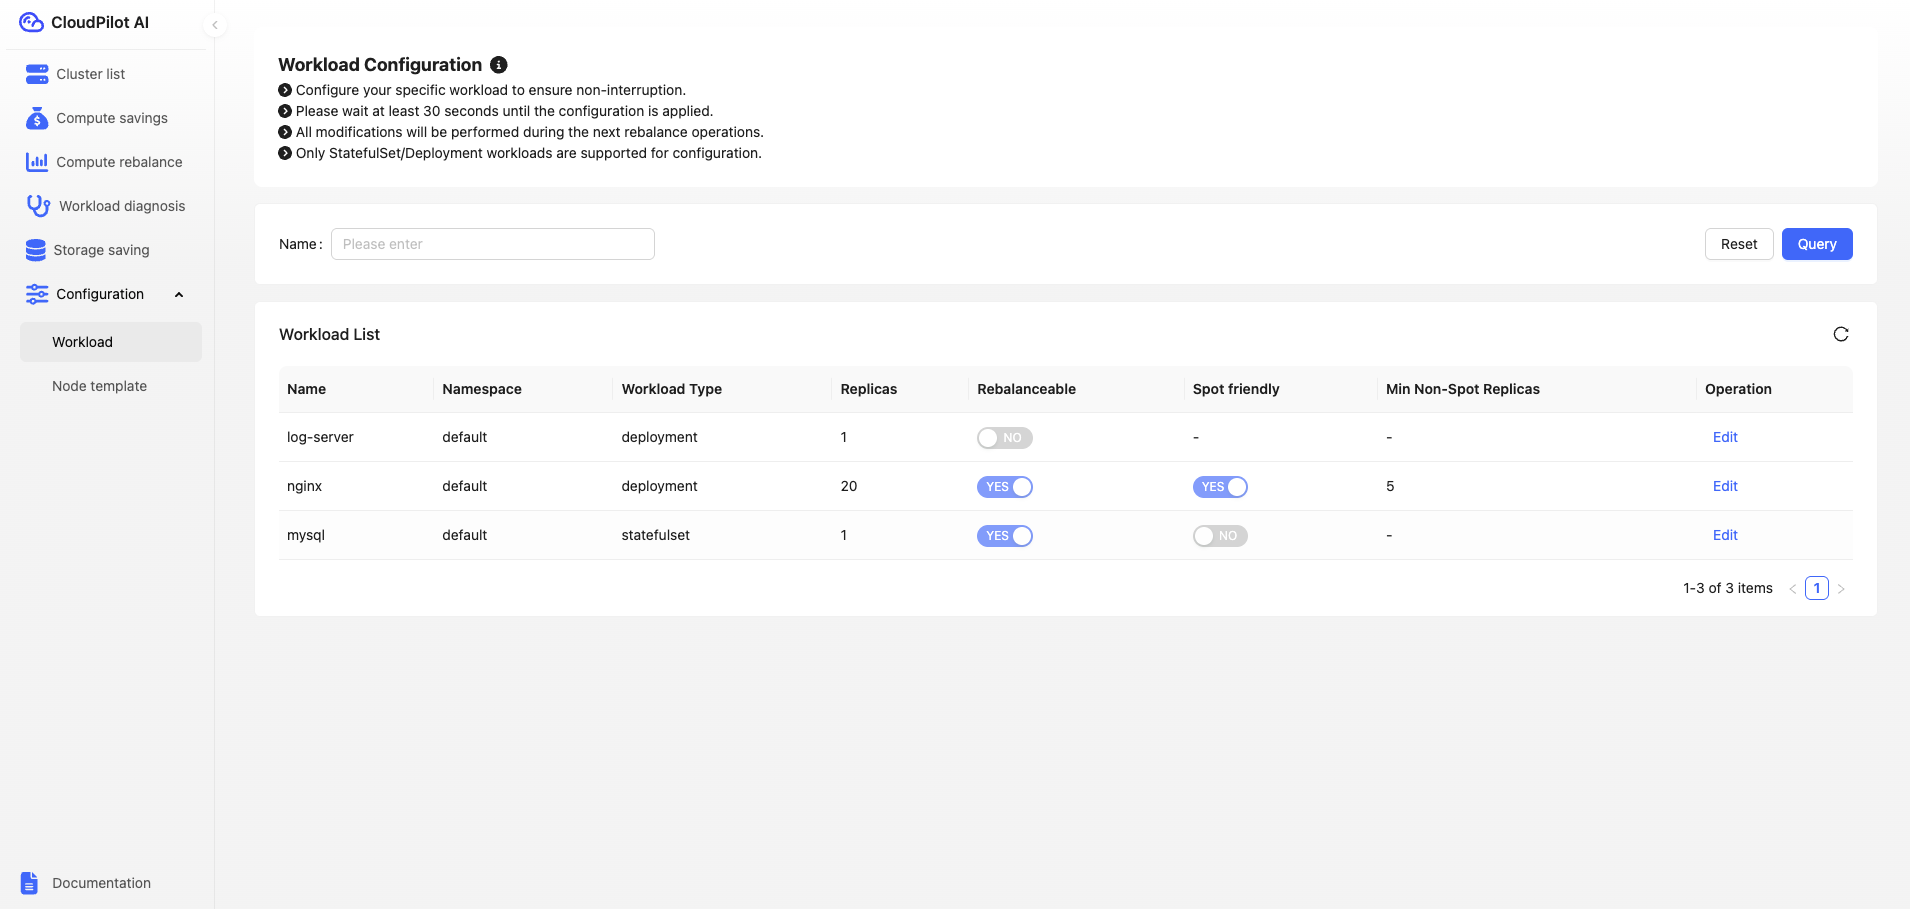 CloudPilot AI
Cluster list
Compute savings
Compute rebalance
Workload diagnosis
Storage saving
Configuration
Workload
Node template
Documentation
Workload Configuration
Configure your specific workload to ensure non-interruption.
Please wait at least 30 seconds until the configuration is applied.
All modifications will be performed during the next rebalance operations.
Only StatefulSet/Deployment workloads are supported for configuration.
Name : Please enter Reset Query
Workload List
Name Namespace Workload Type Replicas Rebalanceable Spot friendly Min Non-Spot Replicas Operation
log-server default deployment 1 NO - - Edit
nginx default deployment 20 YES YES 5 Edit
mysql default statefulset 1 YES NO - Edit
1-3 of 3 items < 1 >